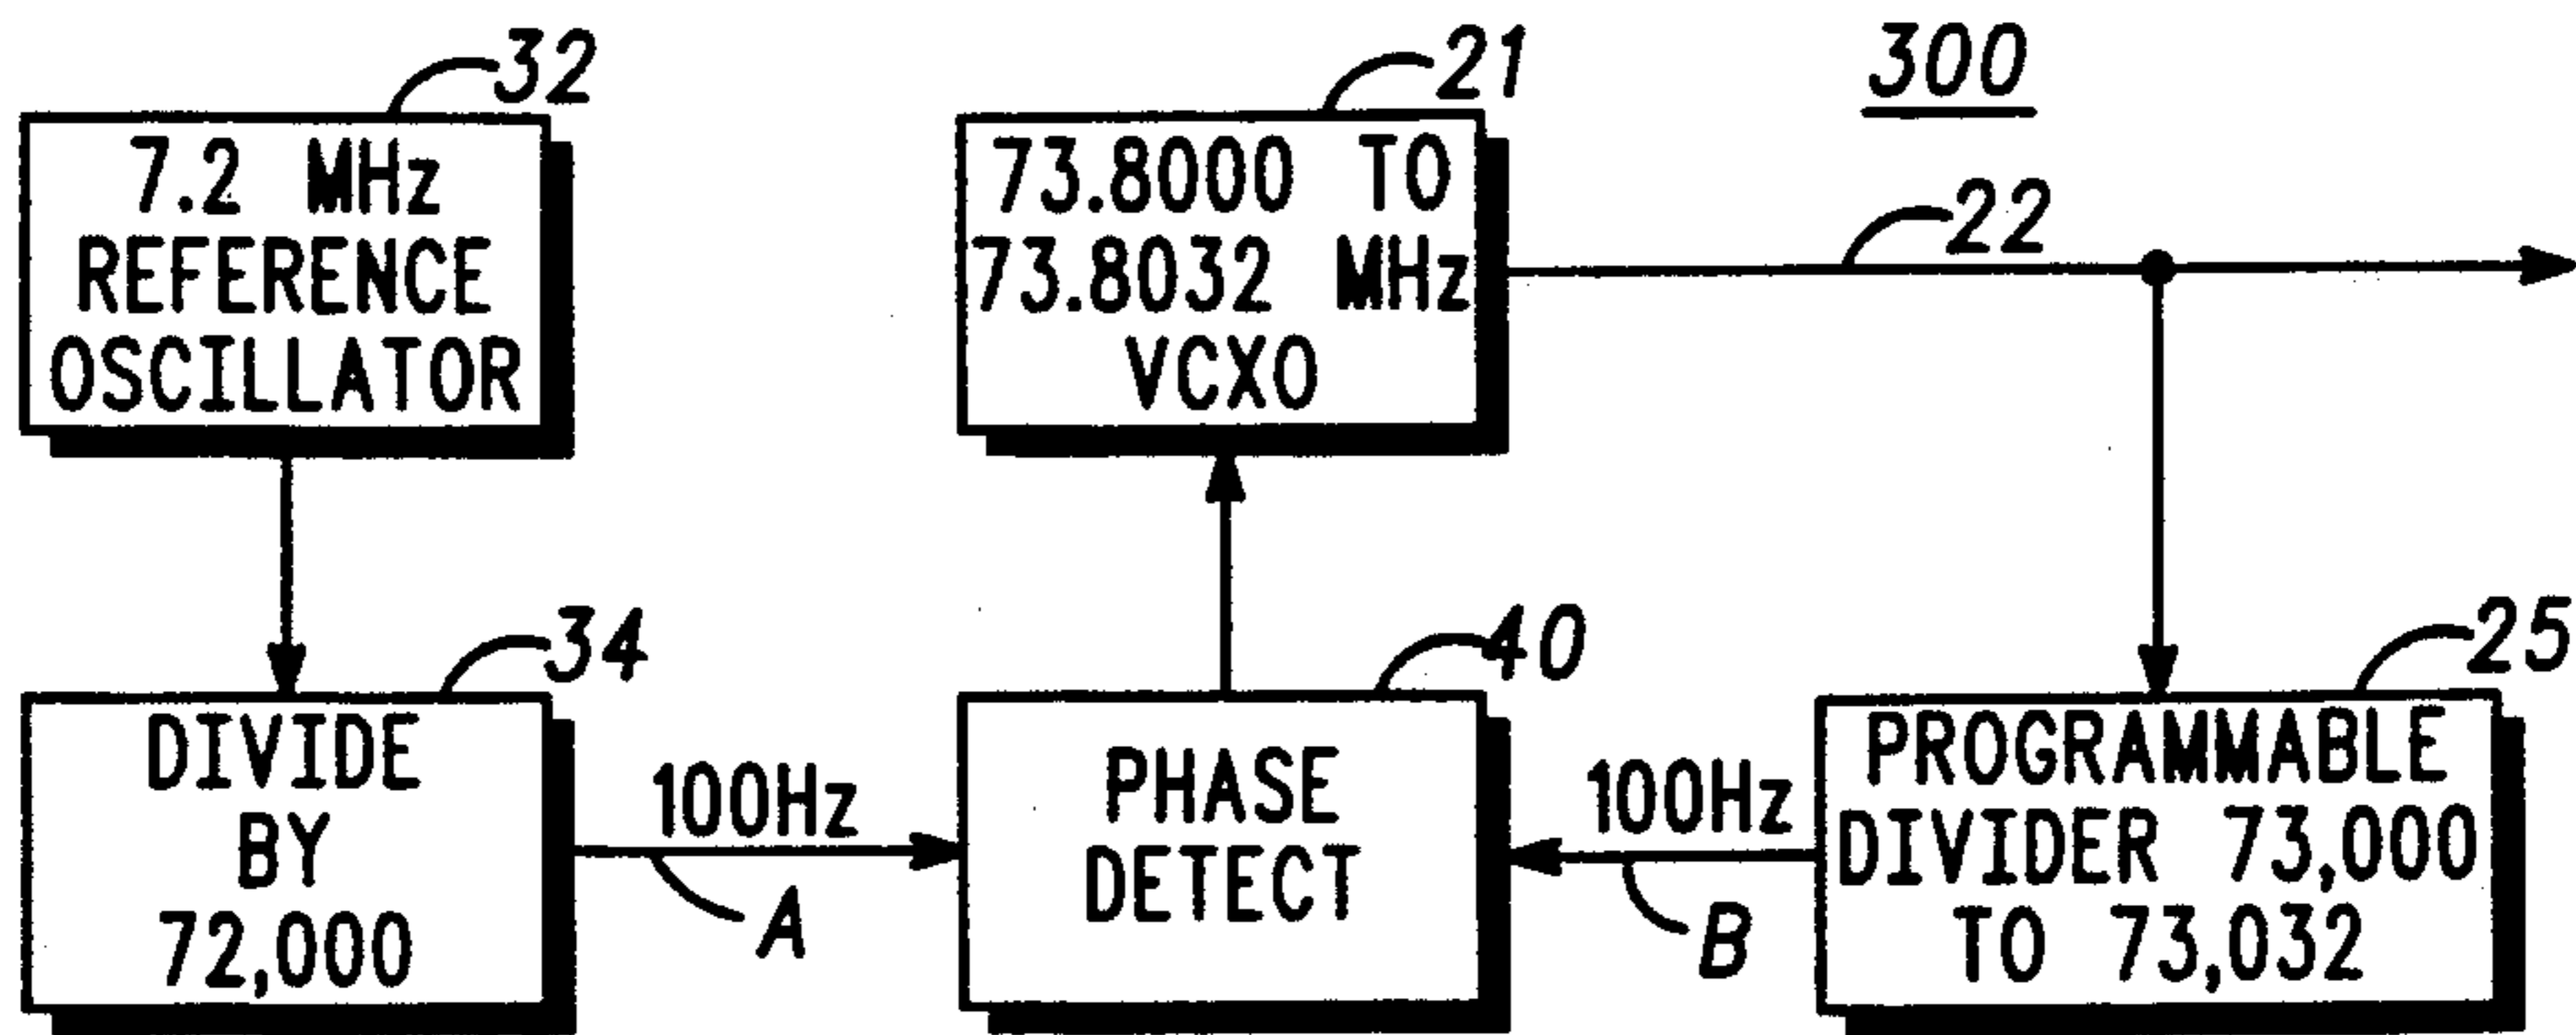 32
7.2 MHz
REFERENCE
OSCILLATOR
21
73.8000 TO
73.8032 MHz
VCXO
22
300
34
DIVIDE
BY
72,000
100Hz
A
40
PHASE
DETECT
100Hz
B
25
PROGRAMMABLE
DIVIDER 73,000
TO 73,032